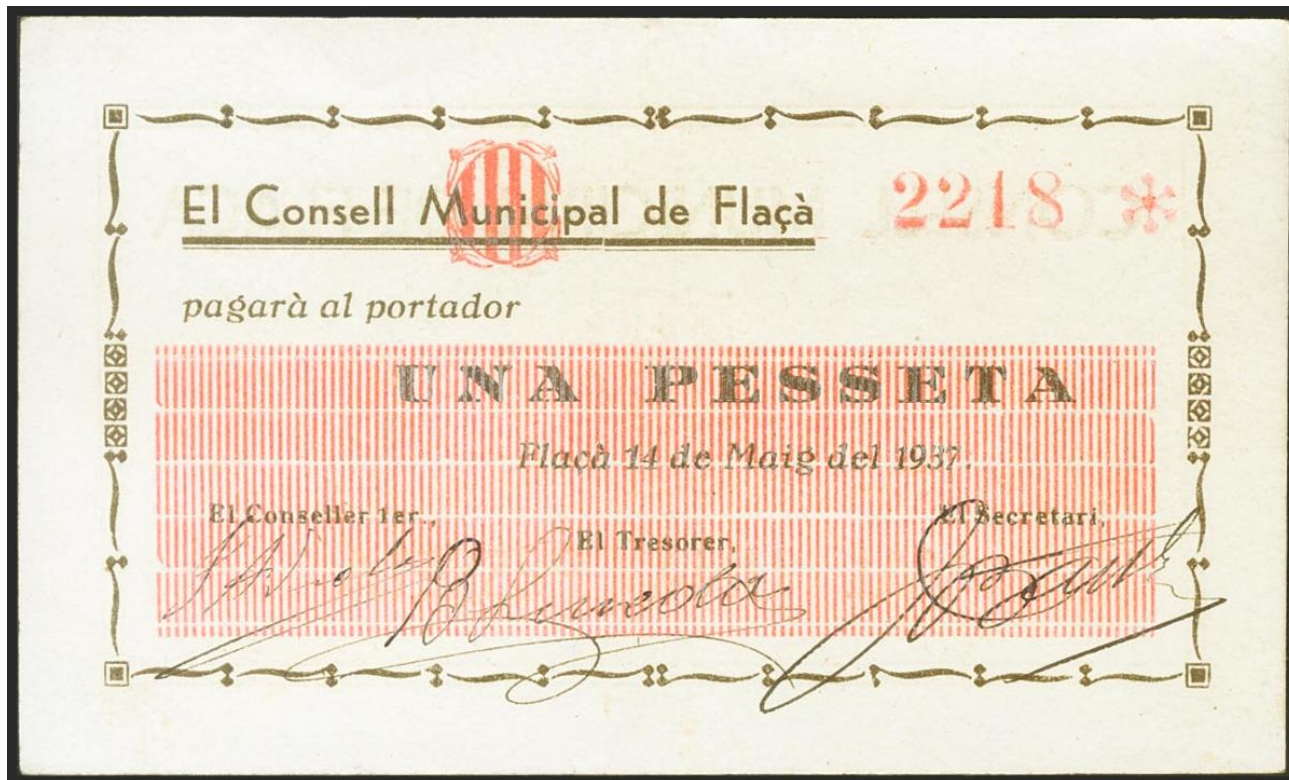 El Consell Municipal de Flaçà
2218 *
pagarà al portador
UNA PESSETA
Flaçà 14 de Maig del 1937.
El Conseller 1er.,
El Tresorer,
El Secretari,